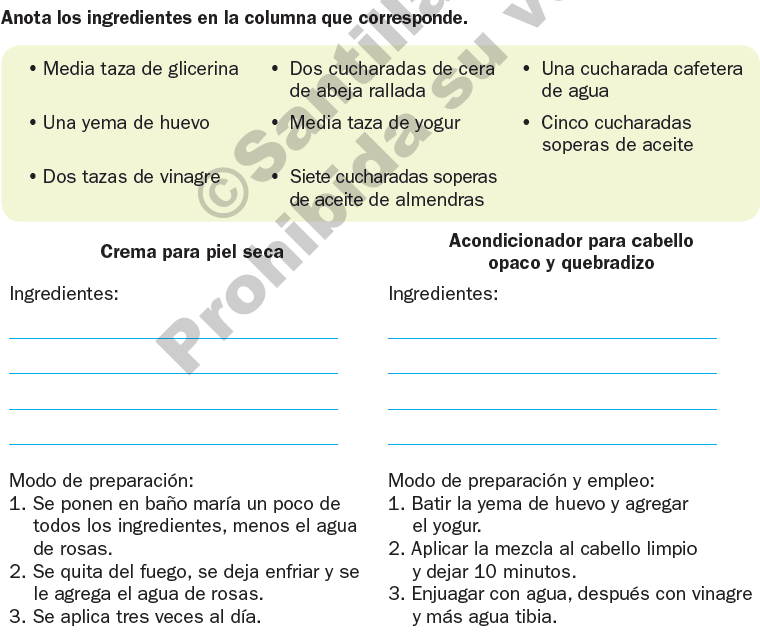 Anota los ingredientes en la columna que corresponde.
• Media taza de glicerina
• Una yema de huevo
• Dos tazas de vinagre
• Dos cucharadas de cera
de abeja rallada
• Media taza de yogur
• Siete cucharadas soperas
de aceite de almendras
• Una cucharada cafetera
de agua
• Cinco cucharadas
soperas de aceite
Crema para piel seca
Ingredientes:
Modo de preparación:
1. Se ponen en baño maría un poco de
todos los ingredientes, menos el agua
de rosas.
2. Se quita del fuego, se deja enfriar y se
le agrega el agua de rosas.
3. Se aplica tres veces al día.
Acondicionador para cabello
opaco y quebradizo
Ingredientes:
Modo de preparación y empleo:
1. Batir la yema de huevo y agregar
el yogur.
2. Aplicar la mezcla al cabello limpio
y dejar 10 minutos.
3. Enjuagar con agua, después con vinagre
y más agua tibia.
©Santilla
Prohibida su v